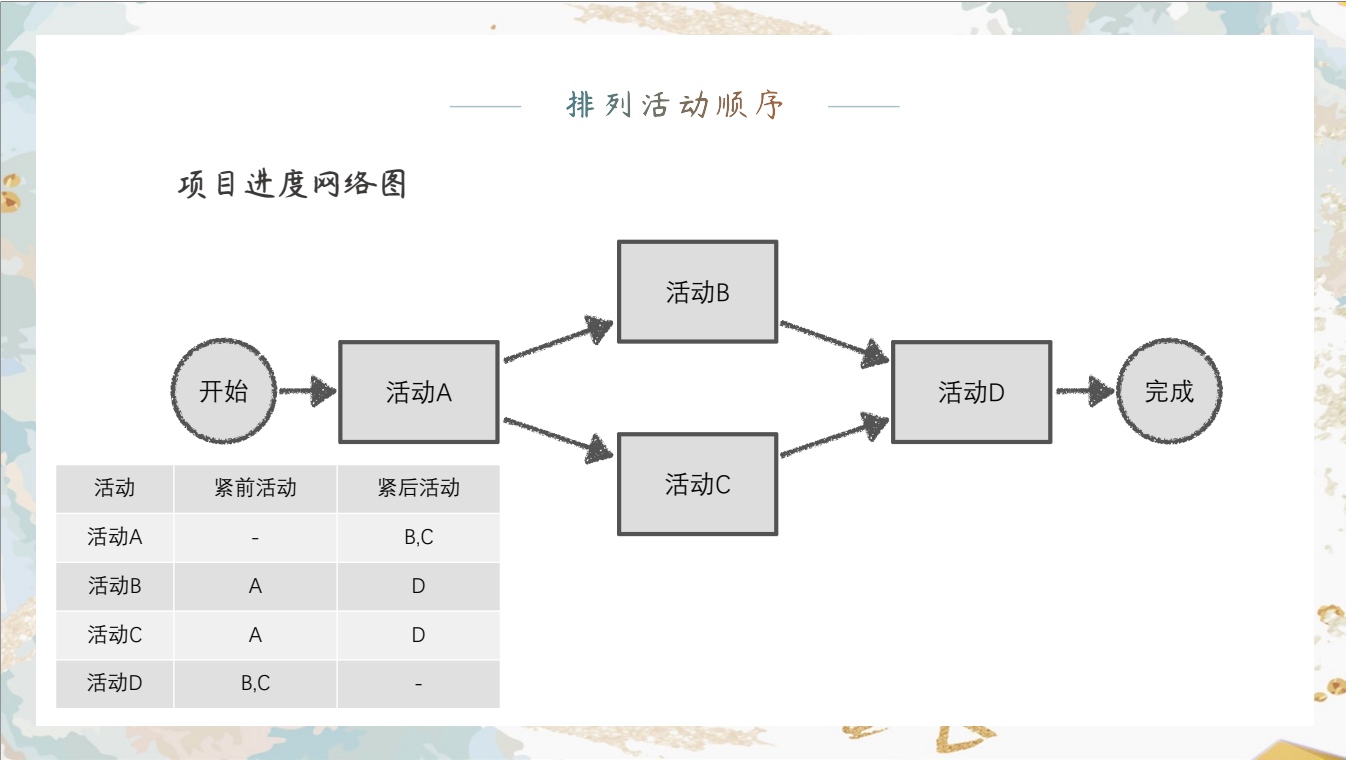 排列活动顺序
项目进度网络图
活动B
开始 活动A 活动D 完成
活动C
活动 紧前活动 紧后活动
活动A - B,C
活动B A D
活动C A D
活动D B,C -